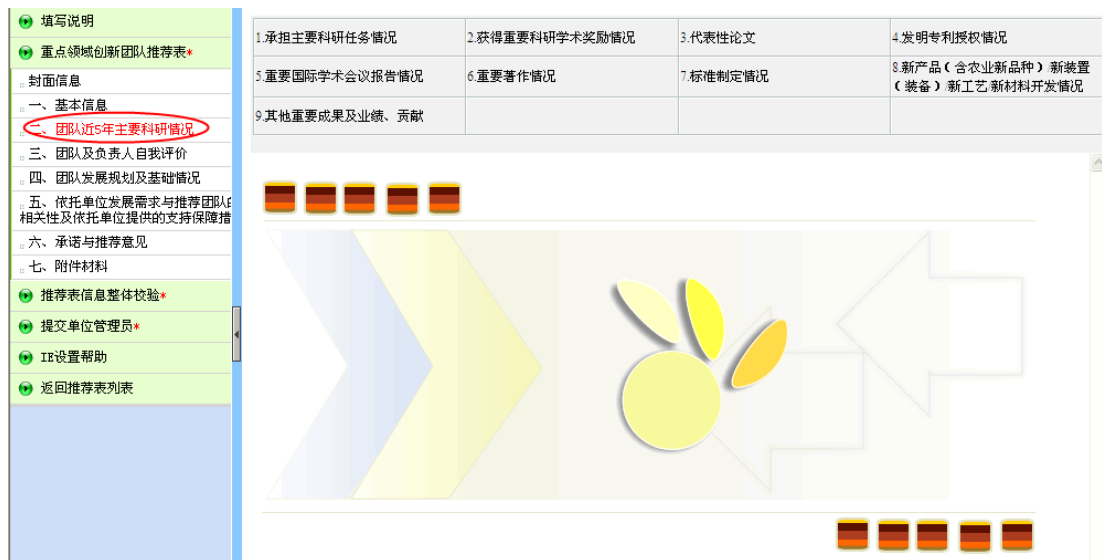 填写说明
重点领域创新团队推荐表*
封面信息
一、基本信息
二、团队近5年主要科研情况
三、团队及负责人自我评价
四、团队发展规划及基础情况
五、依托单位发展需求与推荐团队
相关性及依托单位提供的支持保障措
六、承诺与推荐意见
七、附件材料
推荐表信息整体校验*
提交单位管理员*
IE设置帮助
返回推荐表列表
1.承担主要科研任务情况
2.获得重要科研学术奖励情况
3.代表性论文
4.发明专利授权情况
5.重要国际学术会议报告情况
6.重要著作情况
7.标准制定情况
8.新产品(含农业新品种)/新装置
(装备)/新工艺/新材料开发情况
9.其他重要成果及业绩、贡献